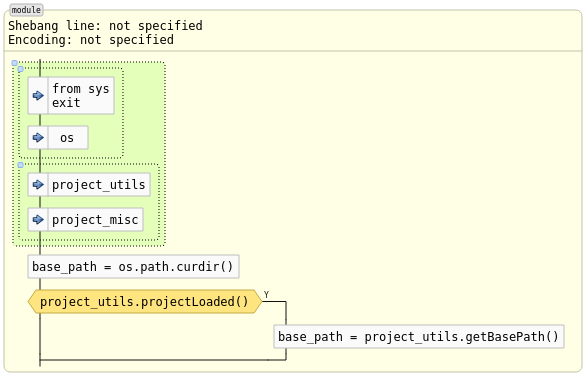 module
Shebang line: not specified
Encoding: not specified
from sys
exit
os
project_utils
project_misc
base_path = os.path.curdir()
project_utils.projectLoaded()
Y
base_path = project_utils.getBasePath()